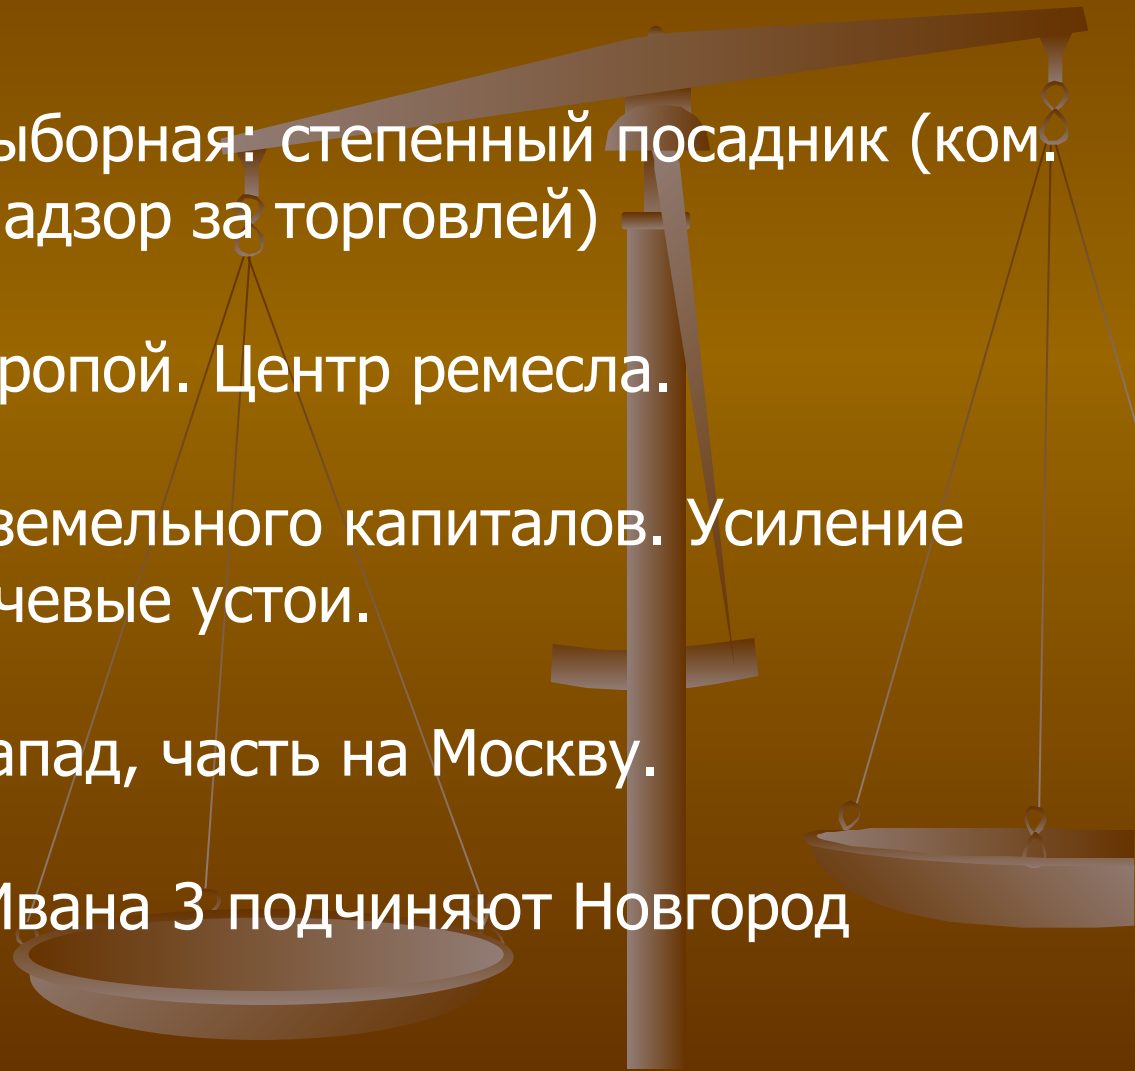 ыборная: степенный посадник (ком.
адзор за торговлей)
ропой. Центр ремесла.
земельного капиталов. Усиление
чевые устои.
апад, часть на Москву.
Ивана 3 подчиняют Новгород